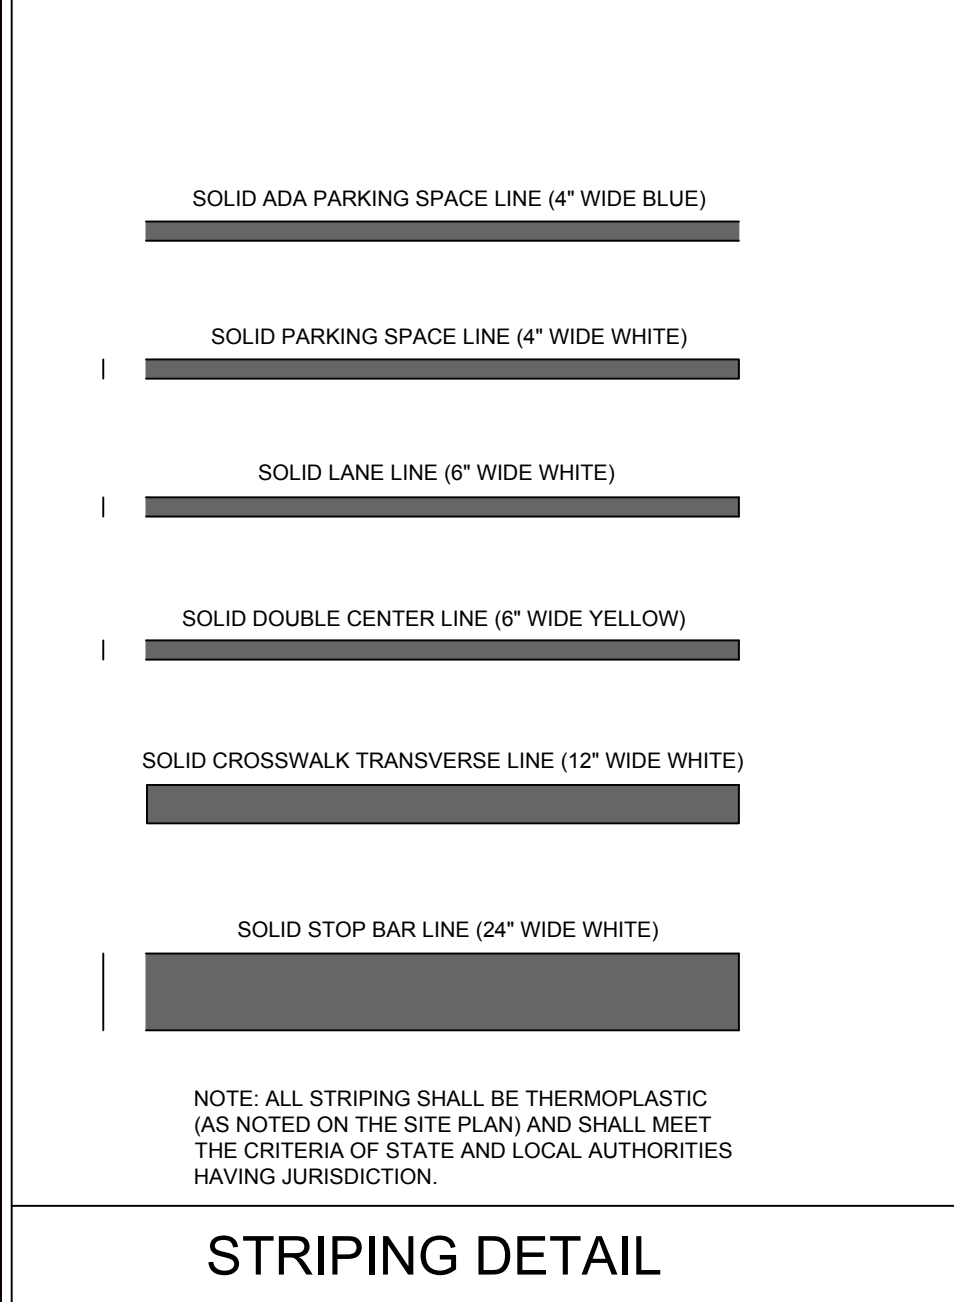 SOLID ADA PARKING SPACE LINE (4" WIDE BLUE)
SOLID PARKING SPACE LINE (4" WIDE WHITE)
SOLID LANE LINE (6" WIDE WHITE)
SOLID DOUBLE CENTER LINE (6" WIDE YELLOW)
SOLID CROSSWALK TRANSVERSE LINE (12" WIDE WHITE)
SOLID STOP BAR LINE (24" WIDE WHITE)
NOTE: ALL STRIPING SHALL BE THERMOPLASTIC
(AS NOTED ON THE SITE PLAN) AND SHALL MEET
THE CRITERIA OF STATE AND LOCAL AUTHORITIES
HAVING JURISDICTION.
STRIPING DETAIL